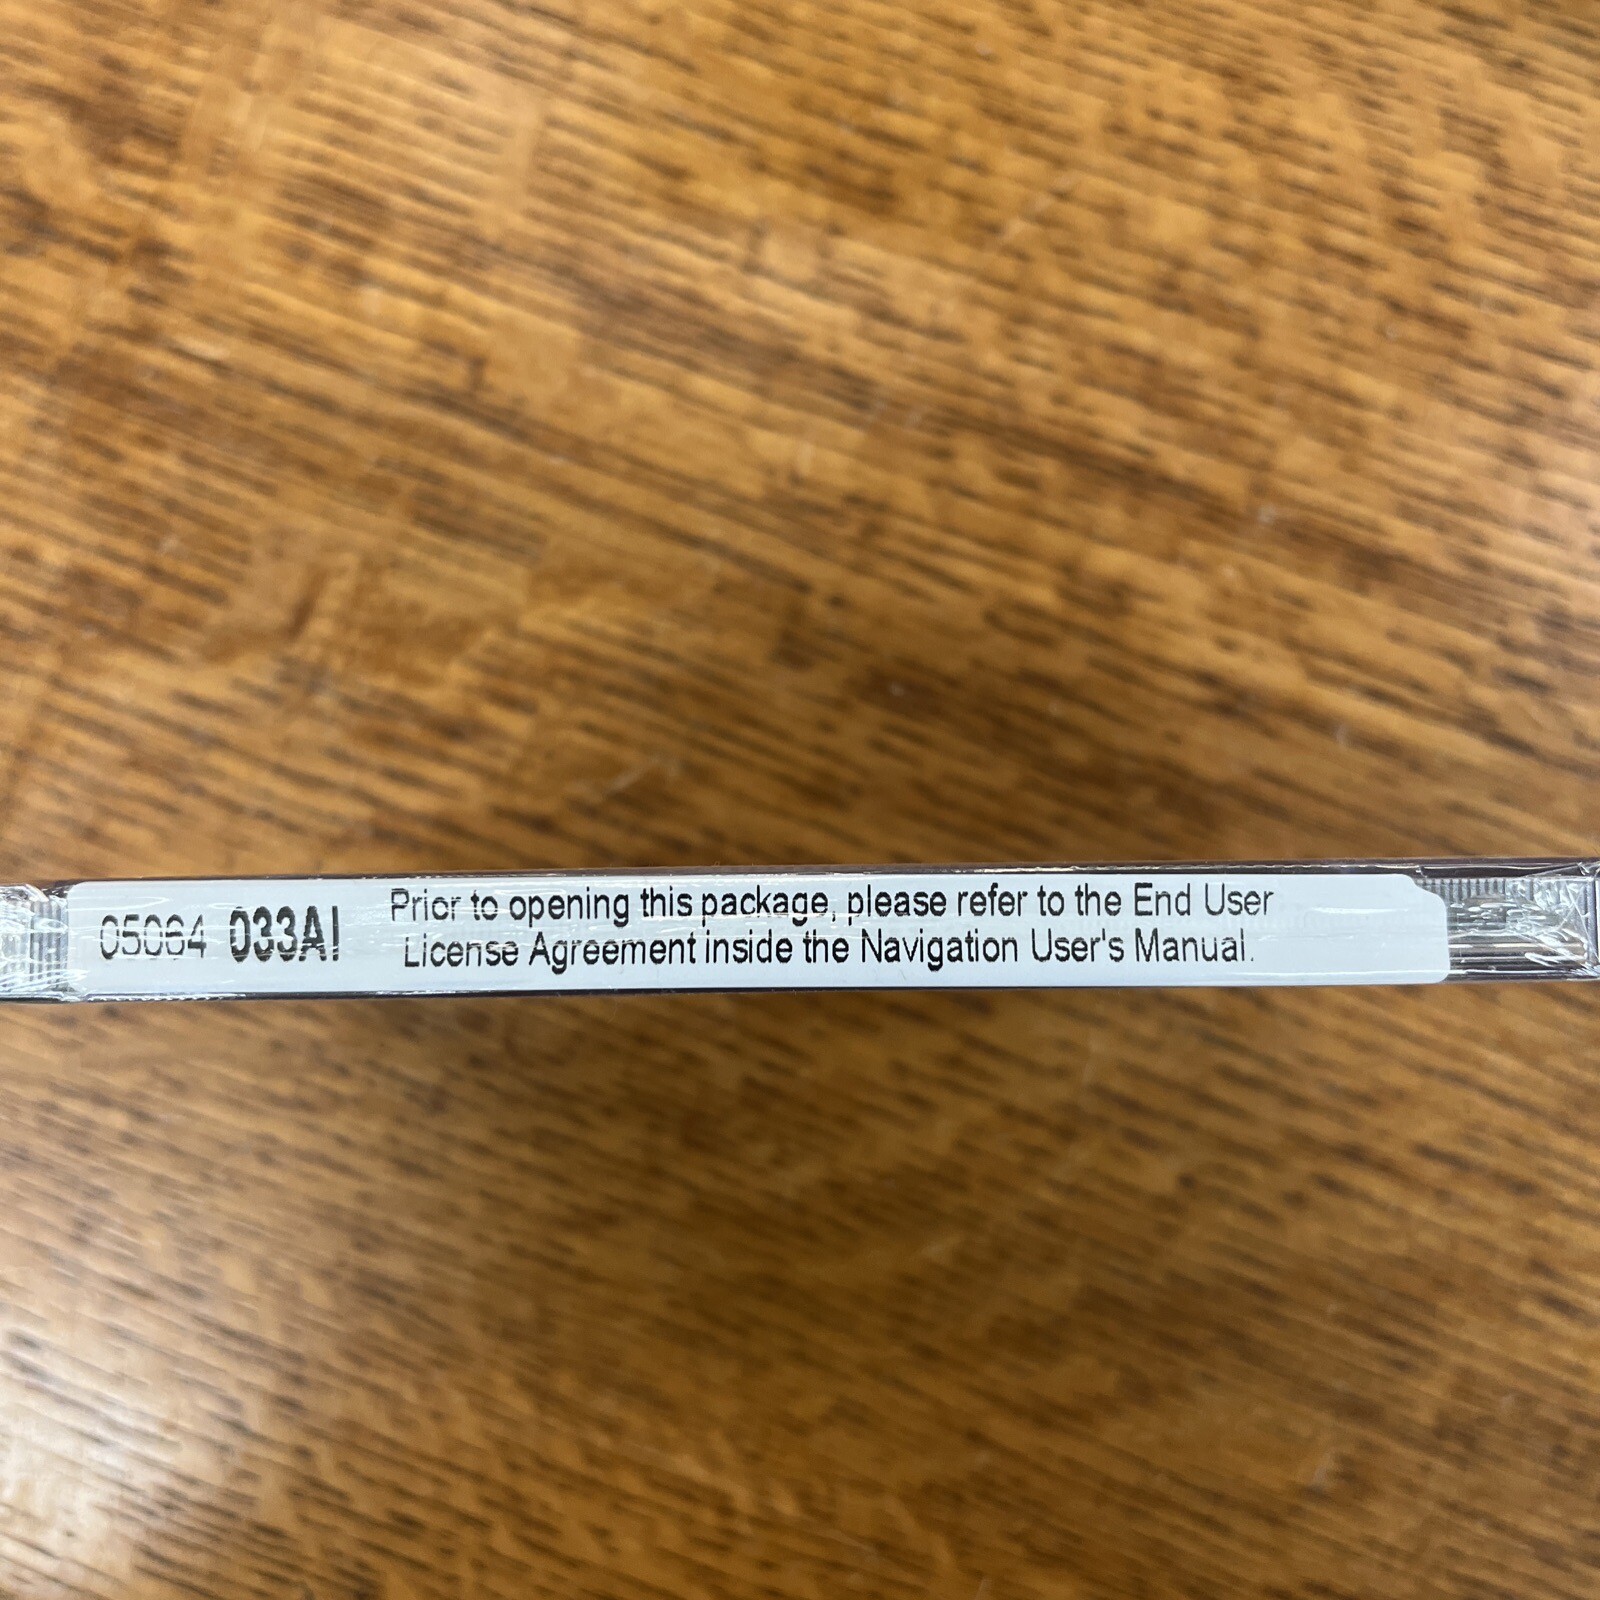 05064 033AI Prior to opening this package, please refer to the End User
License Agreement inside the Navigation User's Manual.